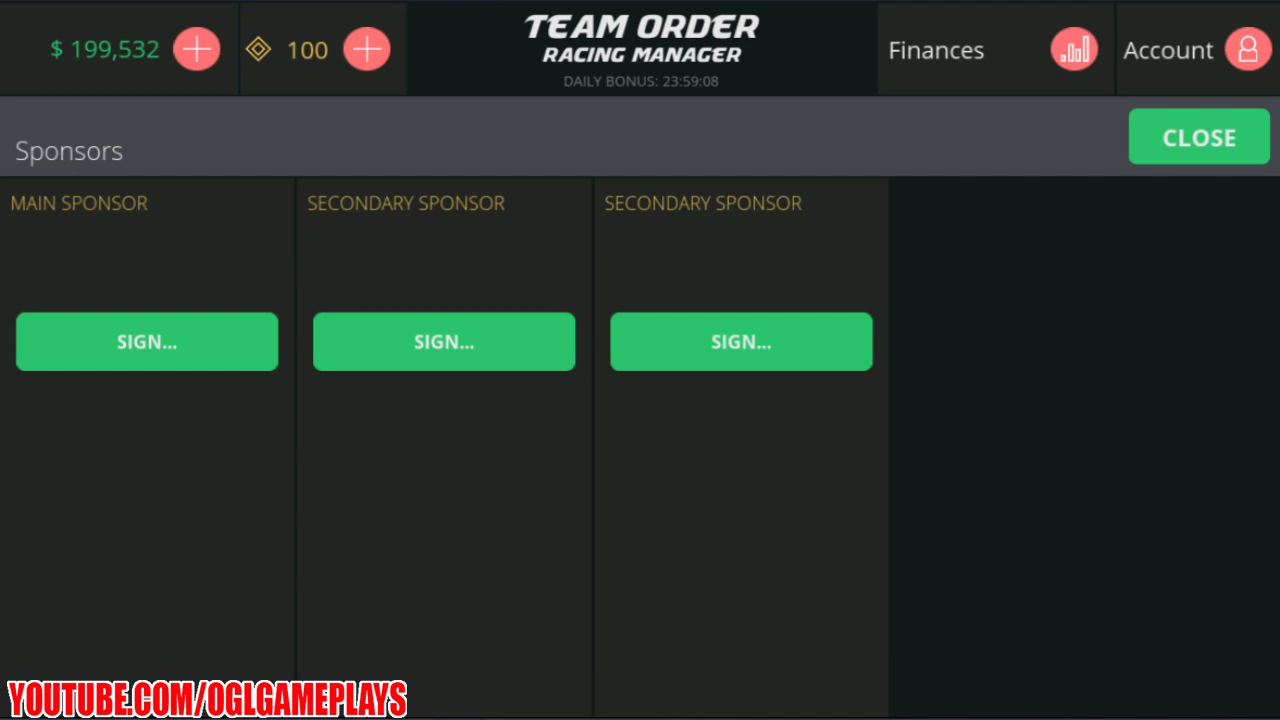 $ 199,532
100
TEAM ORDER
RACING MANAGER
DAILY BONUS: 23:59:08
Finances
Account
Sponsors
CLOSE
MAIN SPONSOR
SECONDARY SPONSOR
SECONDARY SPONSOR
SIGN...
SIGN...
SIGN...
YOUTUBE.COM/OGLGAMEPLAYS